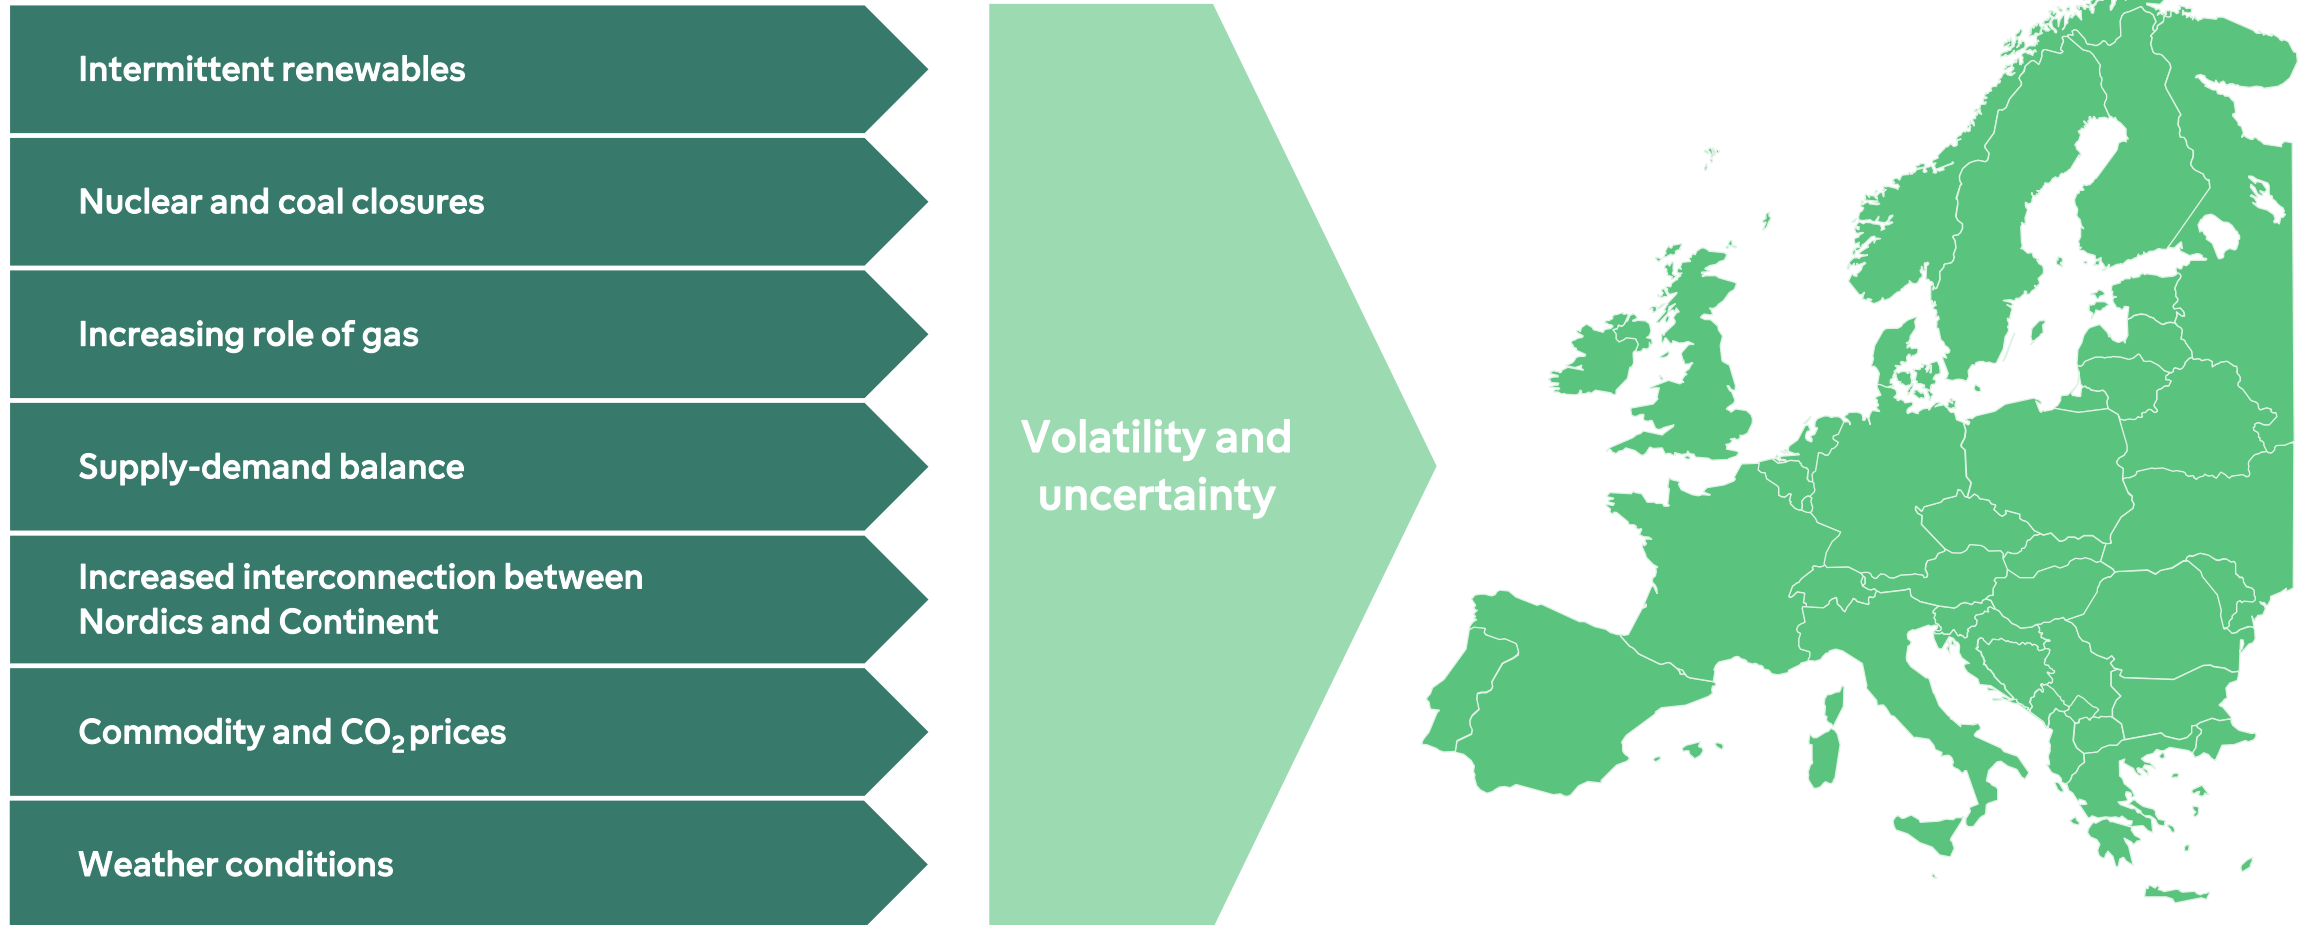 Intermittent renewables
Nuclear and coal closures
Increasing role of gas
Supply-demand balance
Increased interconnection between
Nordics and Continent
Commodity and CO₂ prices
Weather conditions
Volatility and
uncertainty